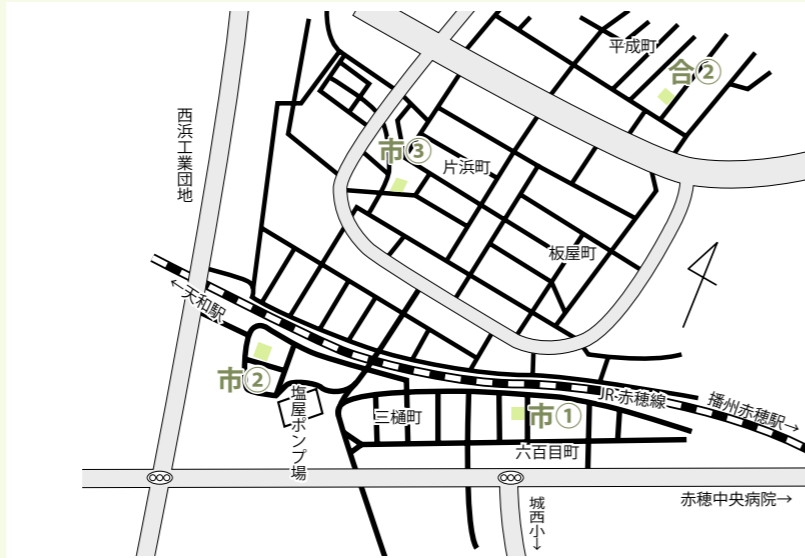 平成町
合②
西浜工業団地
市③
片浜町
板屋町
←天和駅
市②
塩屋ポンプ場
三樋町
市①
JR赤穂線
播州赤穂駅→
六百目町
赤穂中央病院→
城西小→